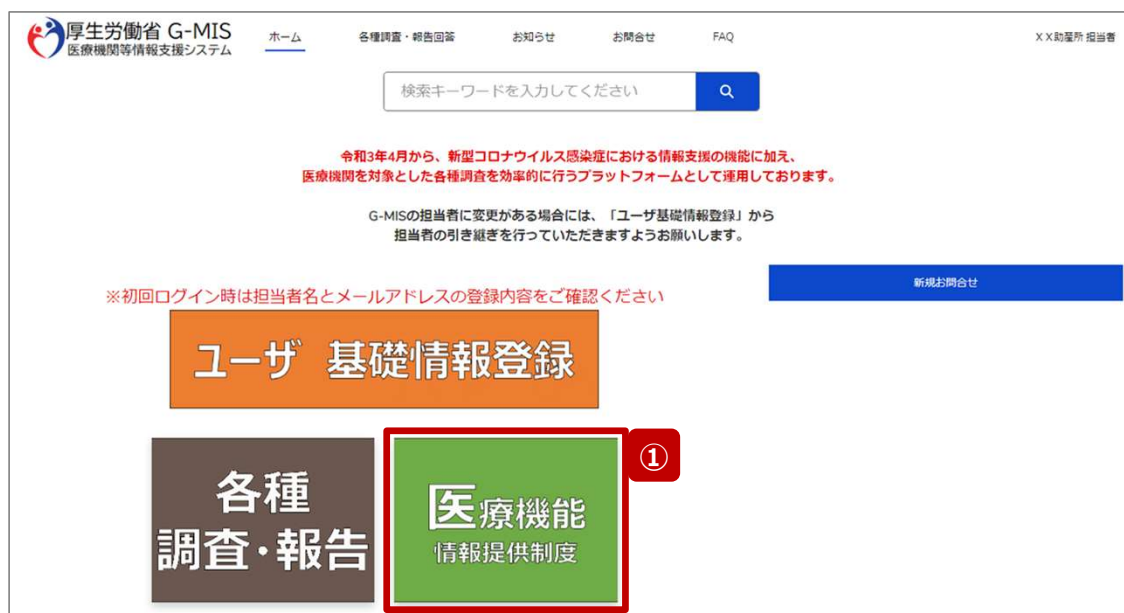 厚生労働省 G-MIS
医療機関等情報支援システム
ホーム
各種調査・報告回答
お知らせ
お問合せ
FAQ
XX助産所 担当者
検索キーワードを入力してください
令和3年4月から、新型コロナウイルス感染症における情報支援の機能に加え、
医療機関を対象とした各種調査を効率的に行うプラットフォームとして運用しております。
G-MISの担当者に変更がある場合には、「ユーザ基礎情報登録」から
担当者の引き継ぎを行っていただきますようお願いします。
新規お問合せ
※初回ログイン時は担当者名とメールアドレスの登録内容をご確認ください
ユーザ 基礎情報登録
①
各種
調査・報告
医療機能
情報提供制度